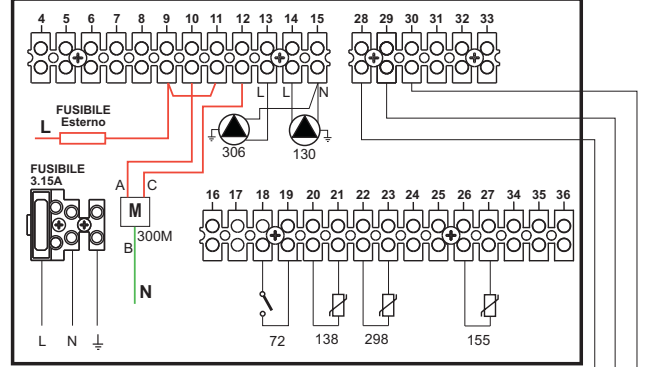 4 5 6 7 8 9 10 11 12 13 14 15 28 29 30 31 32 33
L L N
FUSIBILE
Esterno
L
306 130
FUSIBILE
3.15A
A C
M
300M
B
N
16 17 18 19 20 21 22 23 24 25 26 27 34 35 36
L N
72 138 298 155